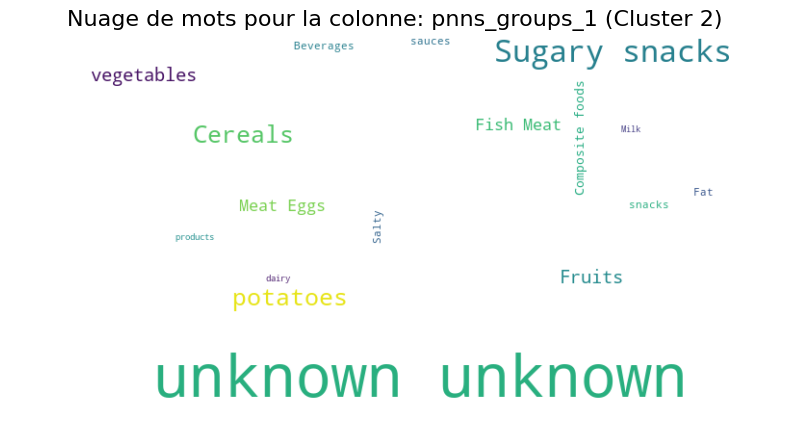 Nuage de mots pour la colonne: pnns_groups_1 (Cluster 2)
Beverages
sauces
Sugary snacks
vegetables
Cereals
Fish Meat
Composite foods
Milk
Meat Eggs
Salty
Fat
snacks
products
dairy
potatoes
Fruits
unknown unknown